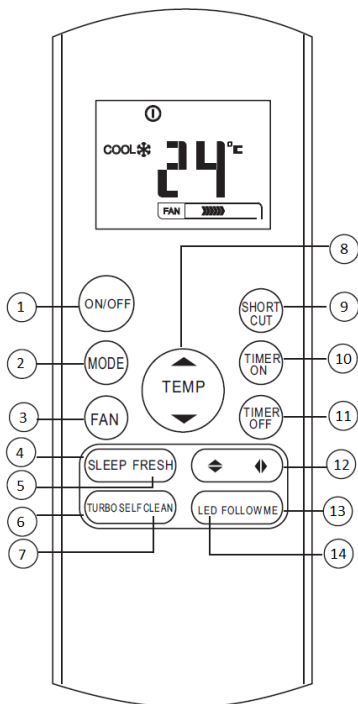 COOL 24°C
FAN
8
1 ON/OFF SHORT CUT 9
2 MODE TEMP TIMER ON 10
3 FAN TIMER OFF 11
4 SLEEP FRESH 12
5
6 TURBO SELF CLEAN LED FOLLOW ME 13
7 14